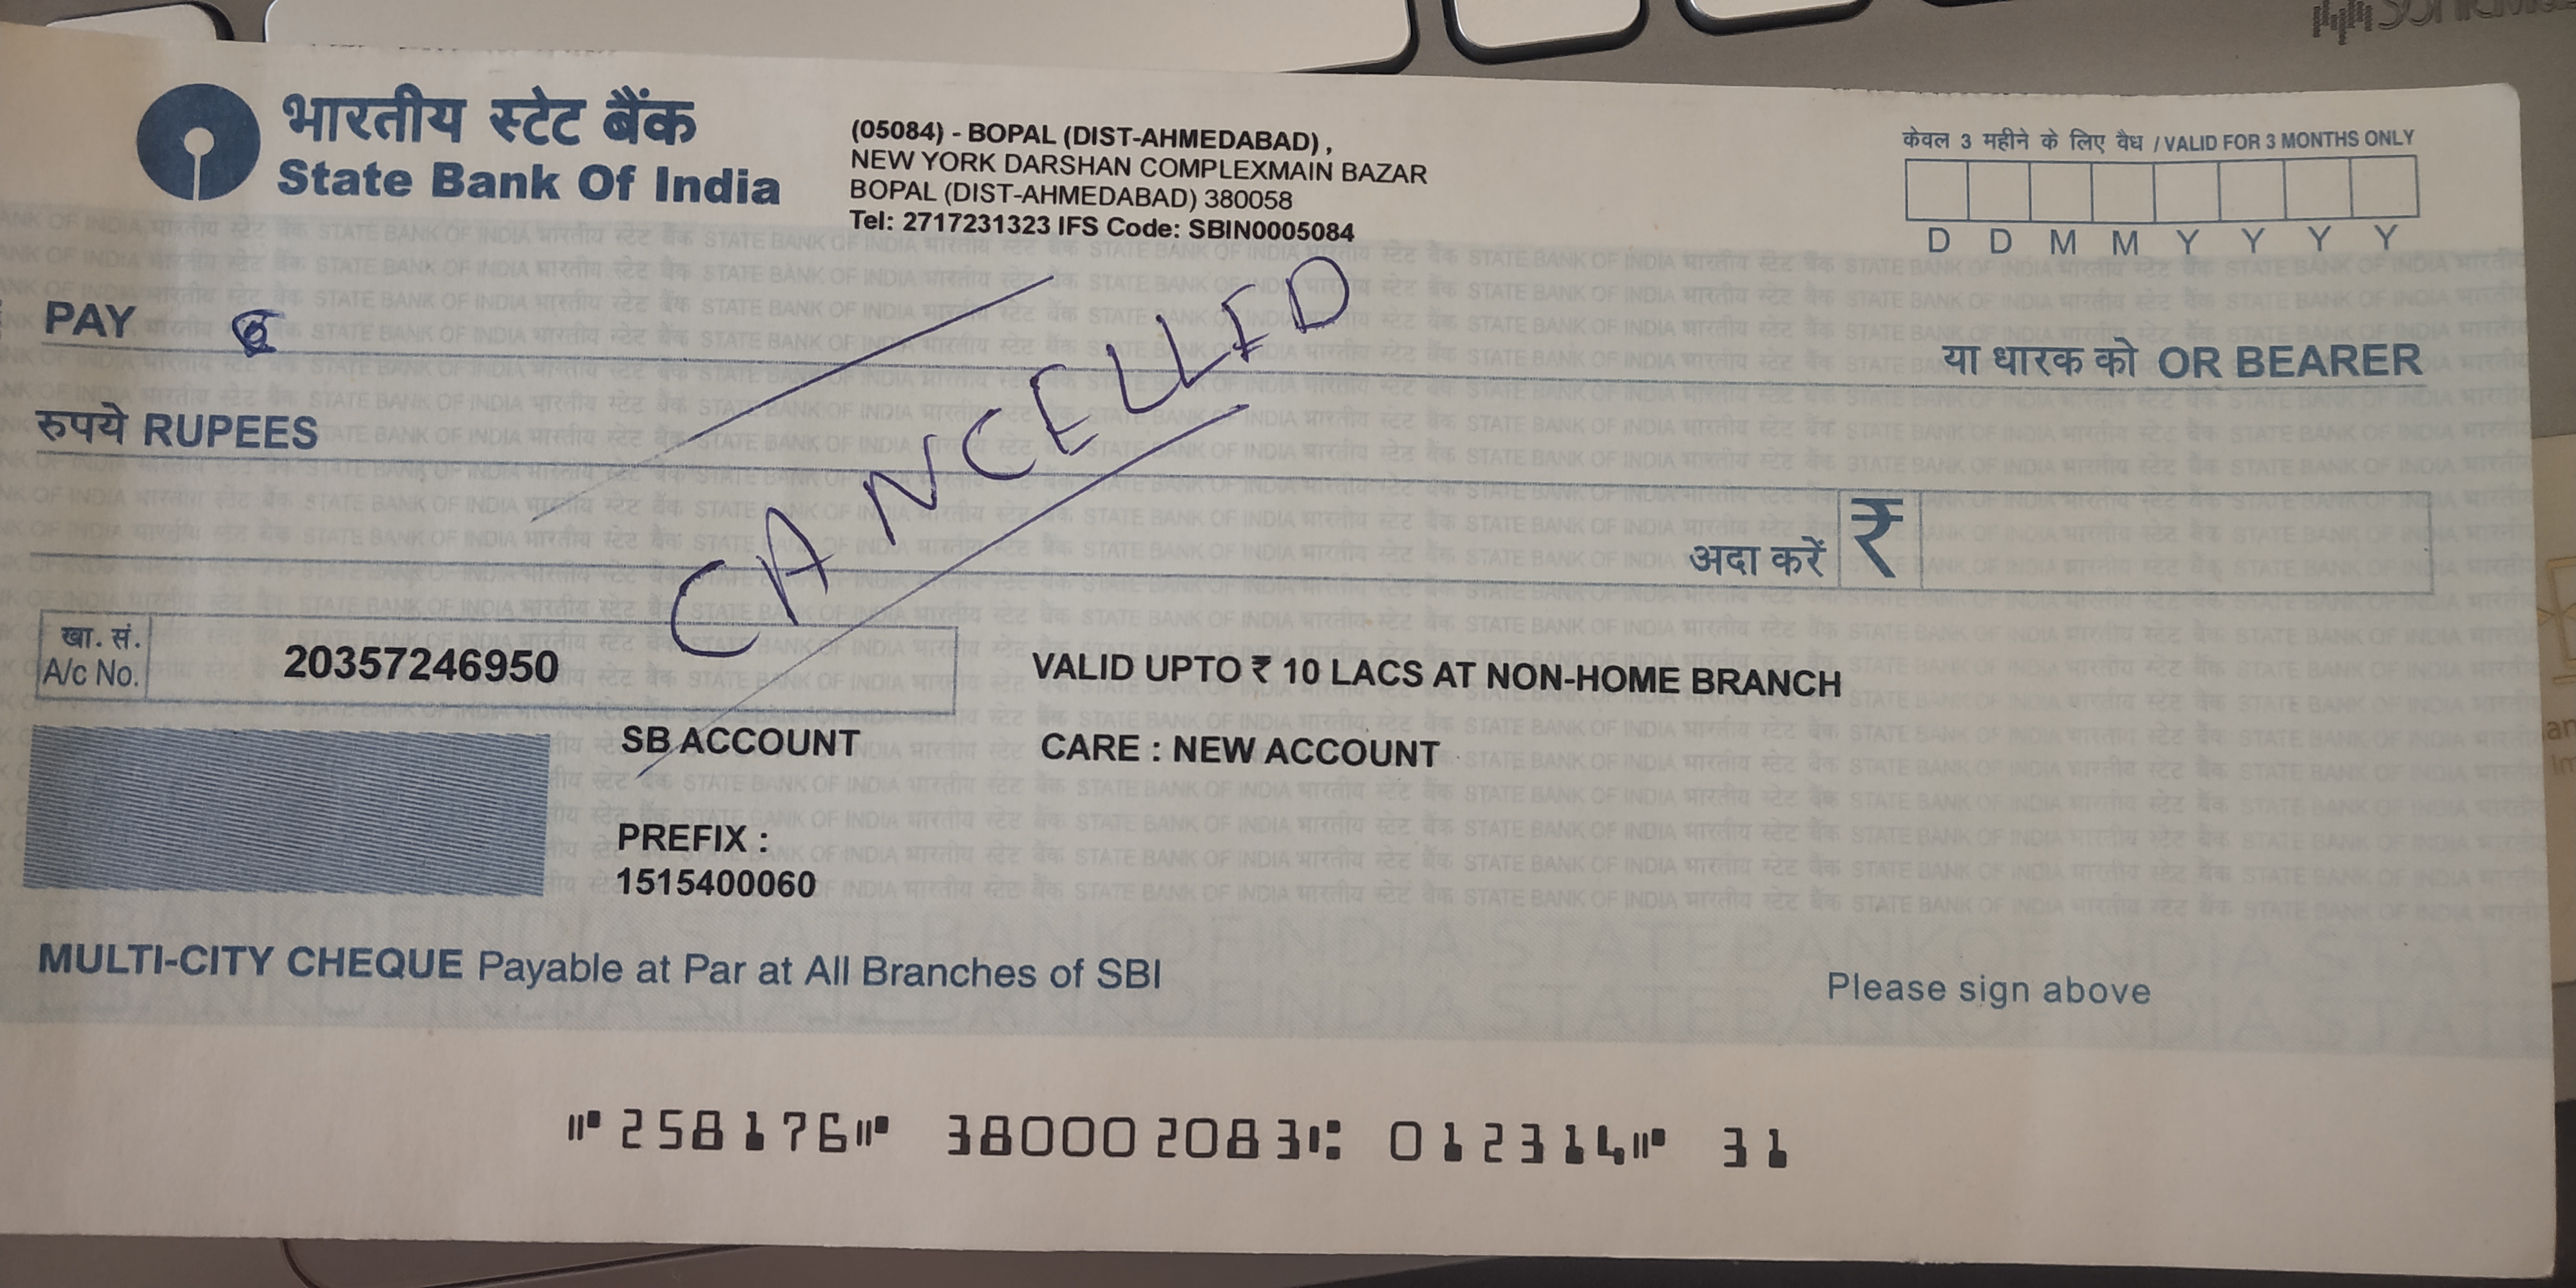 भारतीय स्टेट बैंक
State Bank Of India
(05084) - BOPAL (DIST-AHMEDABAD),
NEW YORK DARSHAN COMPLEXMAIN BAZAR
BOPAL (DIST-AHMEDABAD) 380058
Tel: 2717231323 IFS Code: SBIN0005084
केवल 3 महीने के लिए वैध / VALID FOR 3 MONTHS ONLY
D D M M Y Y Y Y
PAY
या धारक को OR BEARER
रुपये RUPEES
CANCELLED
अदा करें ₹
खा. सं.
A/c No.
20357246950
VALID UPTO ₹ 10 LACS AT NON-HOME BRANCH
SB ACCOUNT
CARE : NEW ACCOUNT
PREFIX :
1515400060
MULTI-CITY CHEQUE Payable at Par at All Branches of SBI
Please sign above
⑈258176⑈ 380002083⑆ 012314⑈ 31